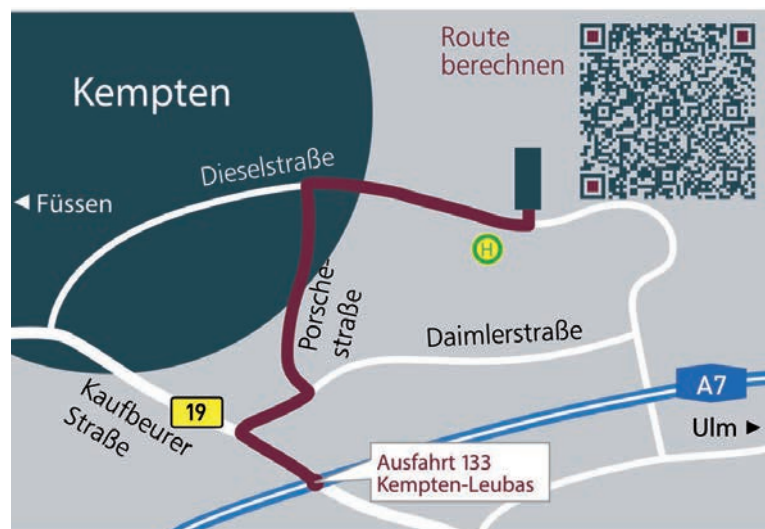 Route
berechnen
Kempten
Dieselstraße
◄ Füssen
H
Porsche-
straße
Daimlerstraße
A7
Kaufbeurer
Straße
19
Ulm ►
Ausfahrt 133
Kempten-Leubas